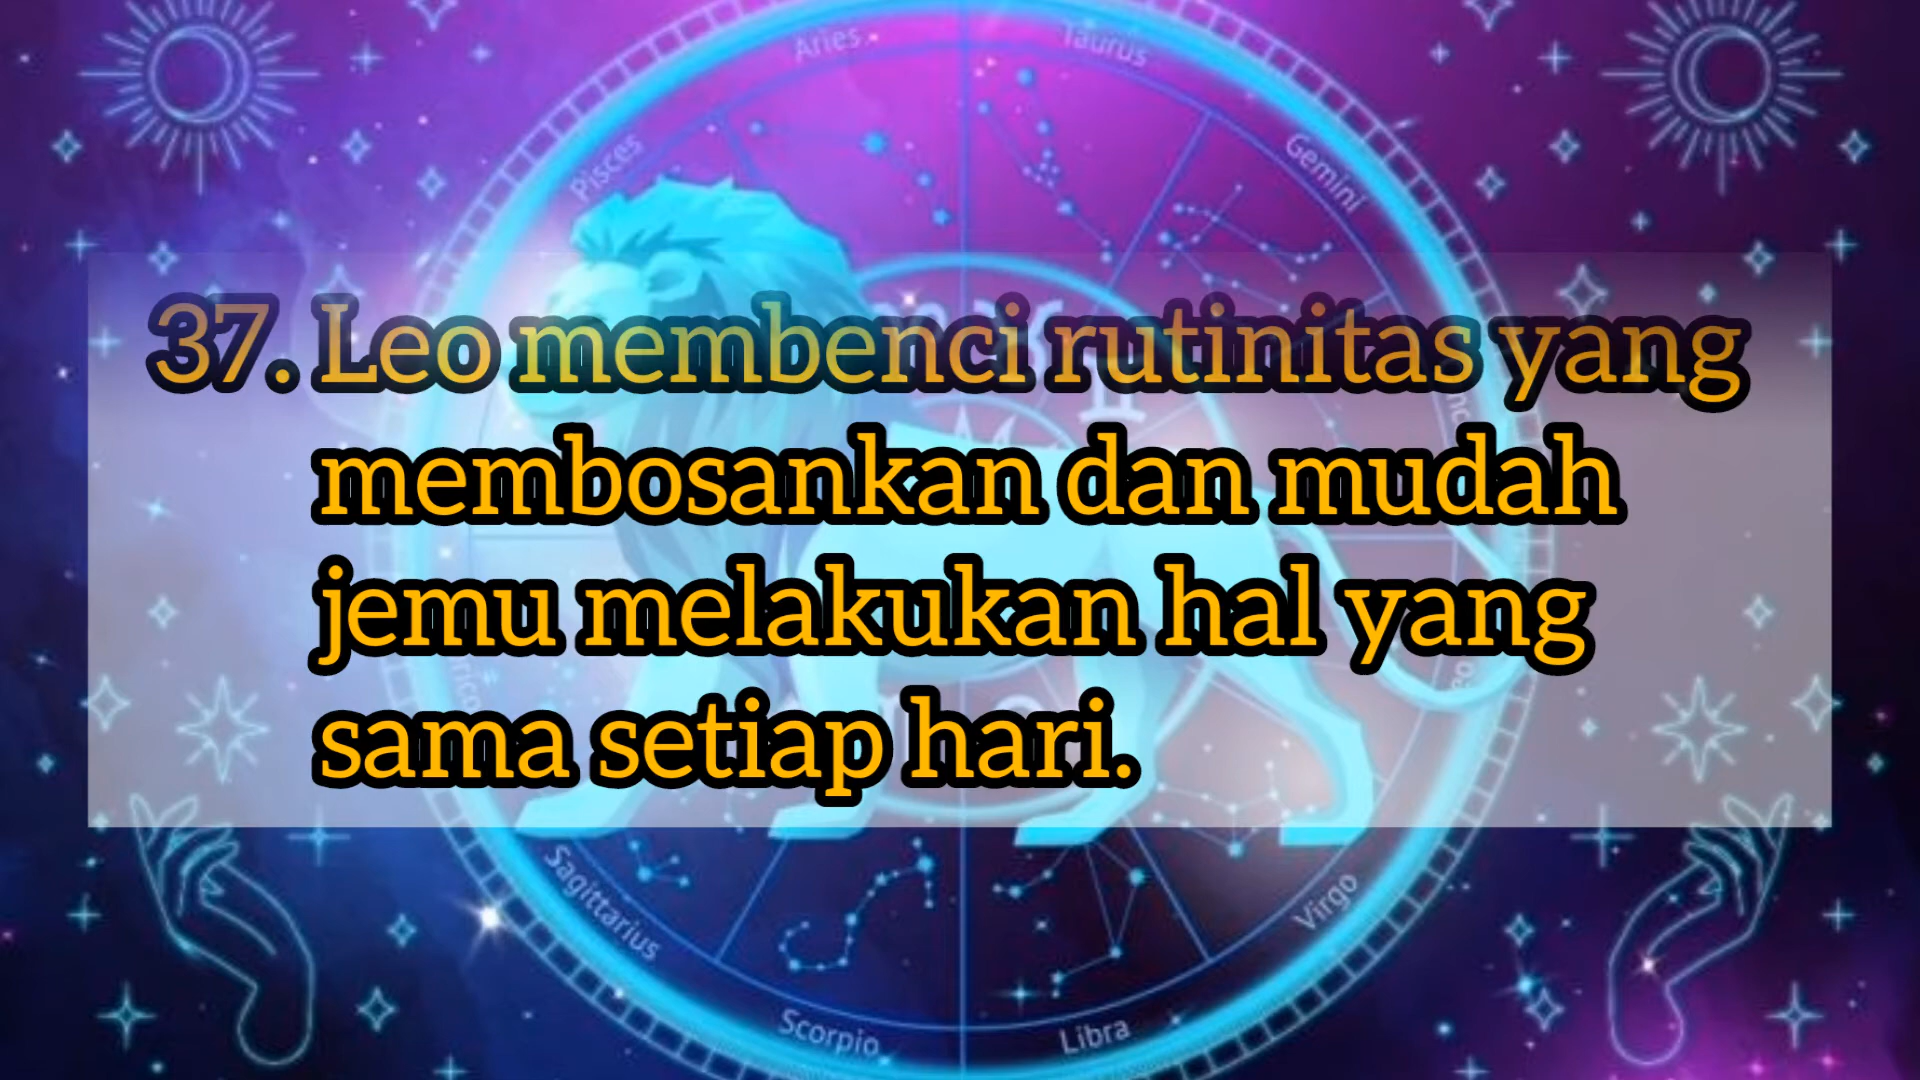 Aries
Taurus
Pisces
Gemini
37. Leo membenci rutinitas yang
membosankan dan mudah
jemu melakukan hal yang
sama setiap hari.
Sagittarius
Virgo
Scorpio
Libra